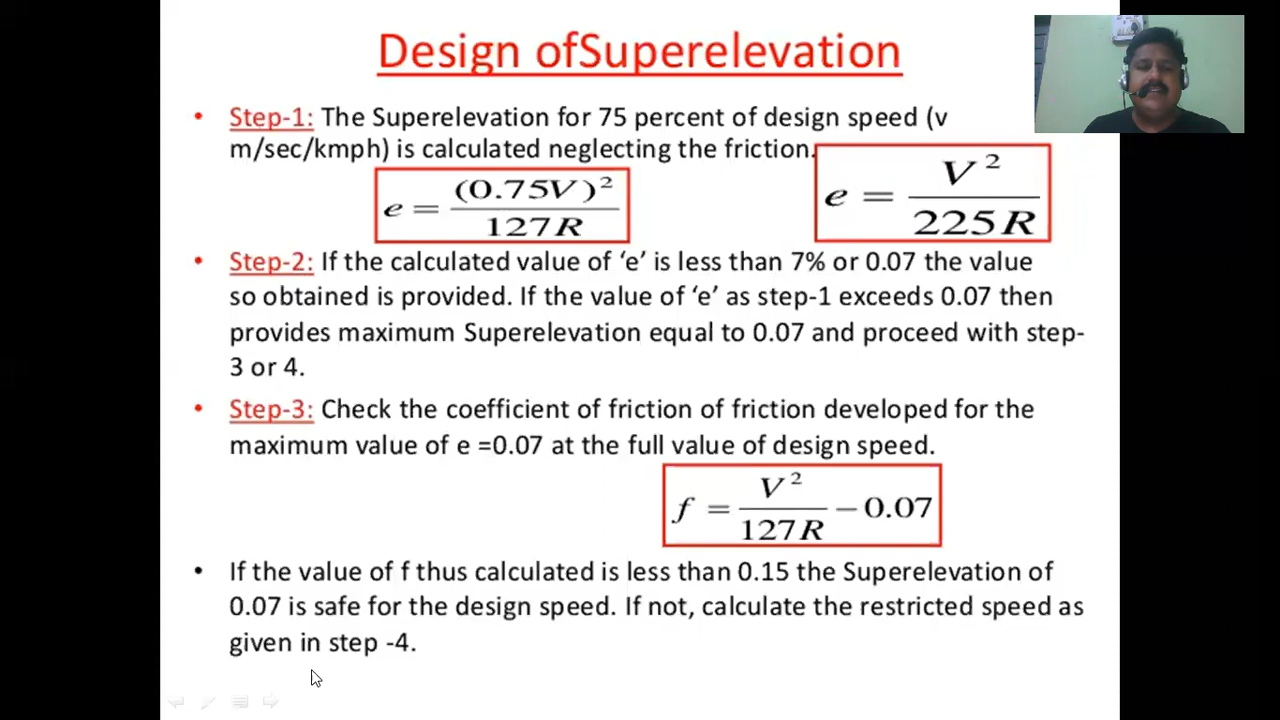 Design ofSuperelevation
• Step-1: The Superelevation for 75 percent of design speed (v
m/sec/kmph) is calculated neglecting the friction.
e = (0.75V)² / 127R
e = V² / 225R
• Step-2: If the calculated value of ‘e’ is less than 7% or 0.07 the value
so obtained is provided. If the value of ‘e’ as step-1 exceeds 0.07 then
provides maximum Superelevation equal to 0.07 and proceed with step-
3 or 4.
• Step-3: Check the coefficient of friction of friction developed for the
maximum value of e =0.07 at the full value of design speed.
f = V² / 127R − 0.07
• If the value of f thus calculated is less than 0.15 the Superelevation of
0.07 is safe for the design speed. If not, calculate the restricted speed as
given in step -4.